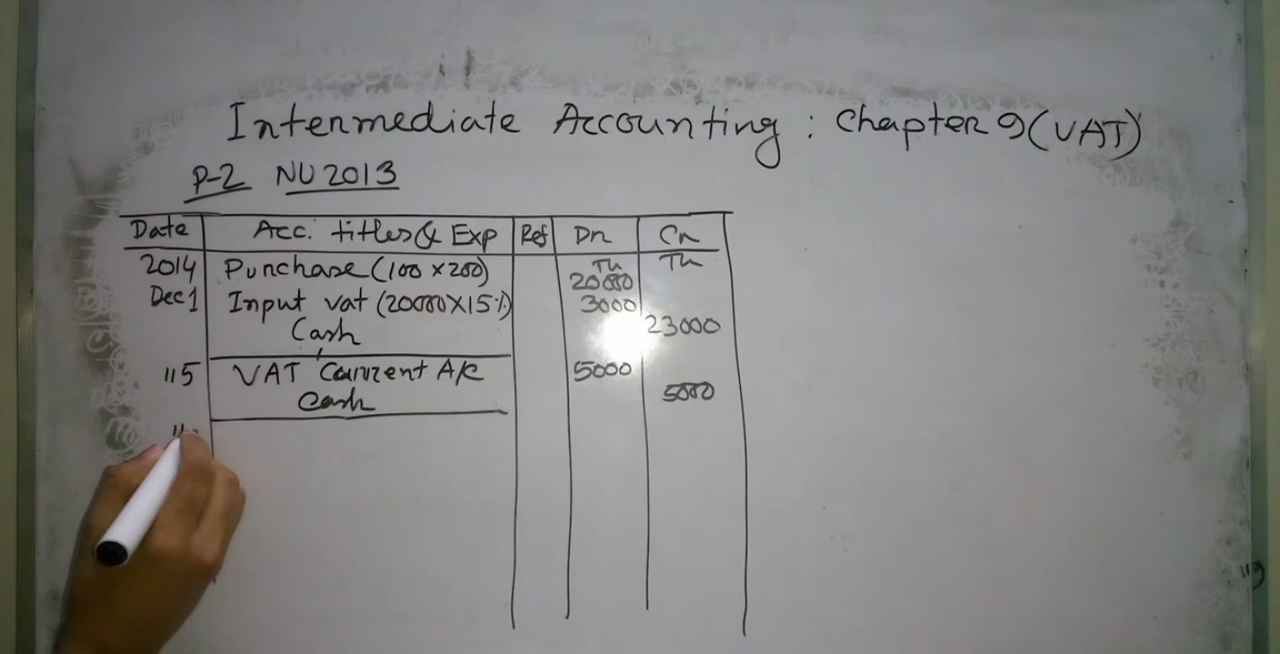 Intermediate Accounting : Chapter 9 (VAT)
P-2 NU 2013
Date Acc. titles & Exp Ref Dr Cr
Tk Tk
2014 Purchase (100 × 200) 20000
Dec 1 Input vat (20000 × 15%) 3000
Cash 23000
" 5 VAT Current A/c 5000
Cash 5000
"